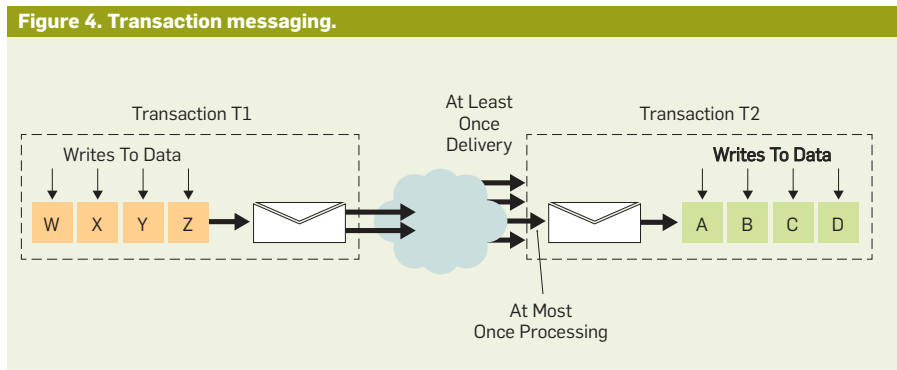 Figure 4. Transaction messaging.
Transaction T1
At Least
Once
Delivery
Transaction T2
Writes To Data
Writes To Data
W X Y Z
A B C D
At Most
Once Processing